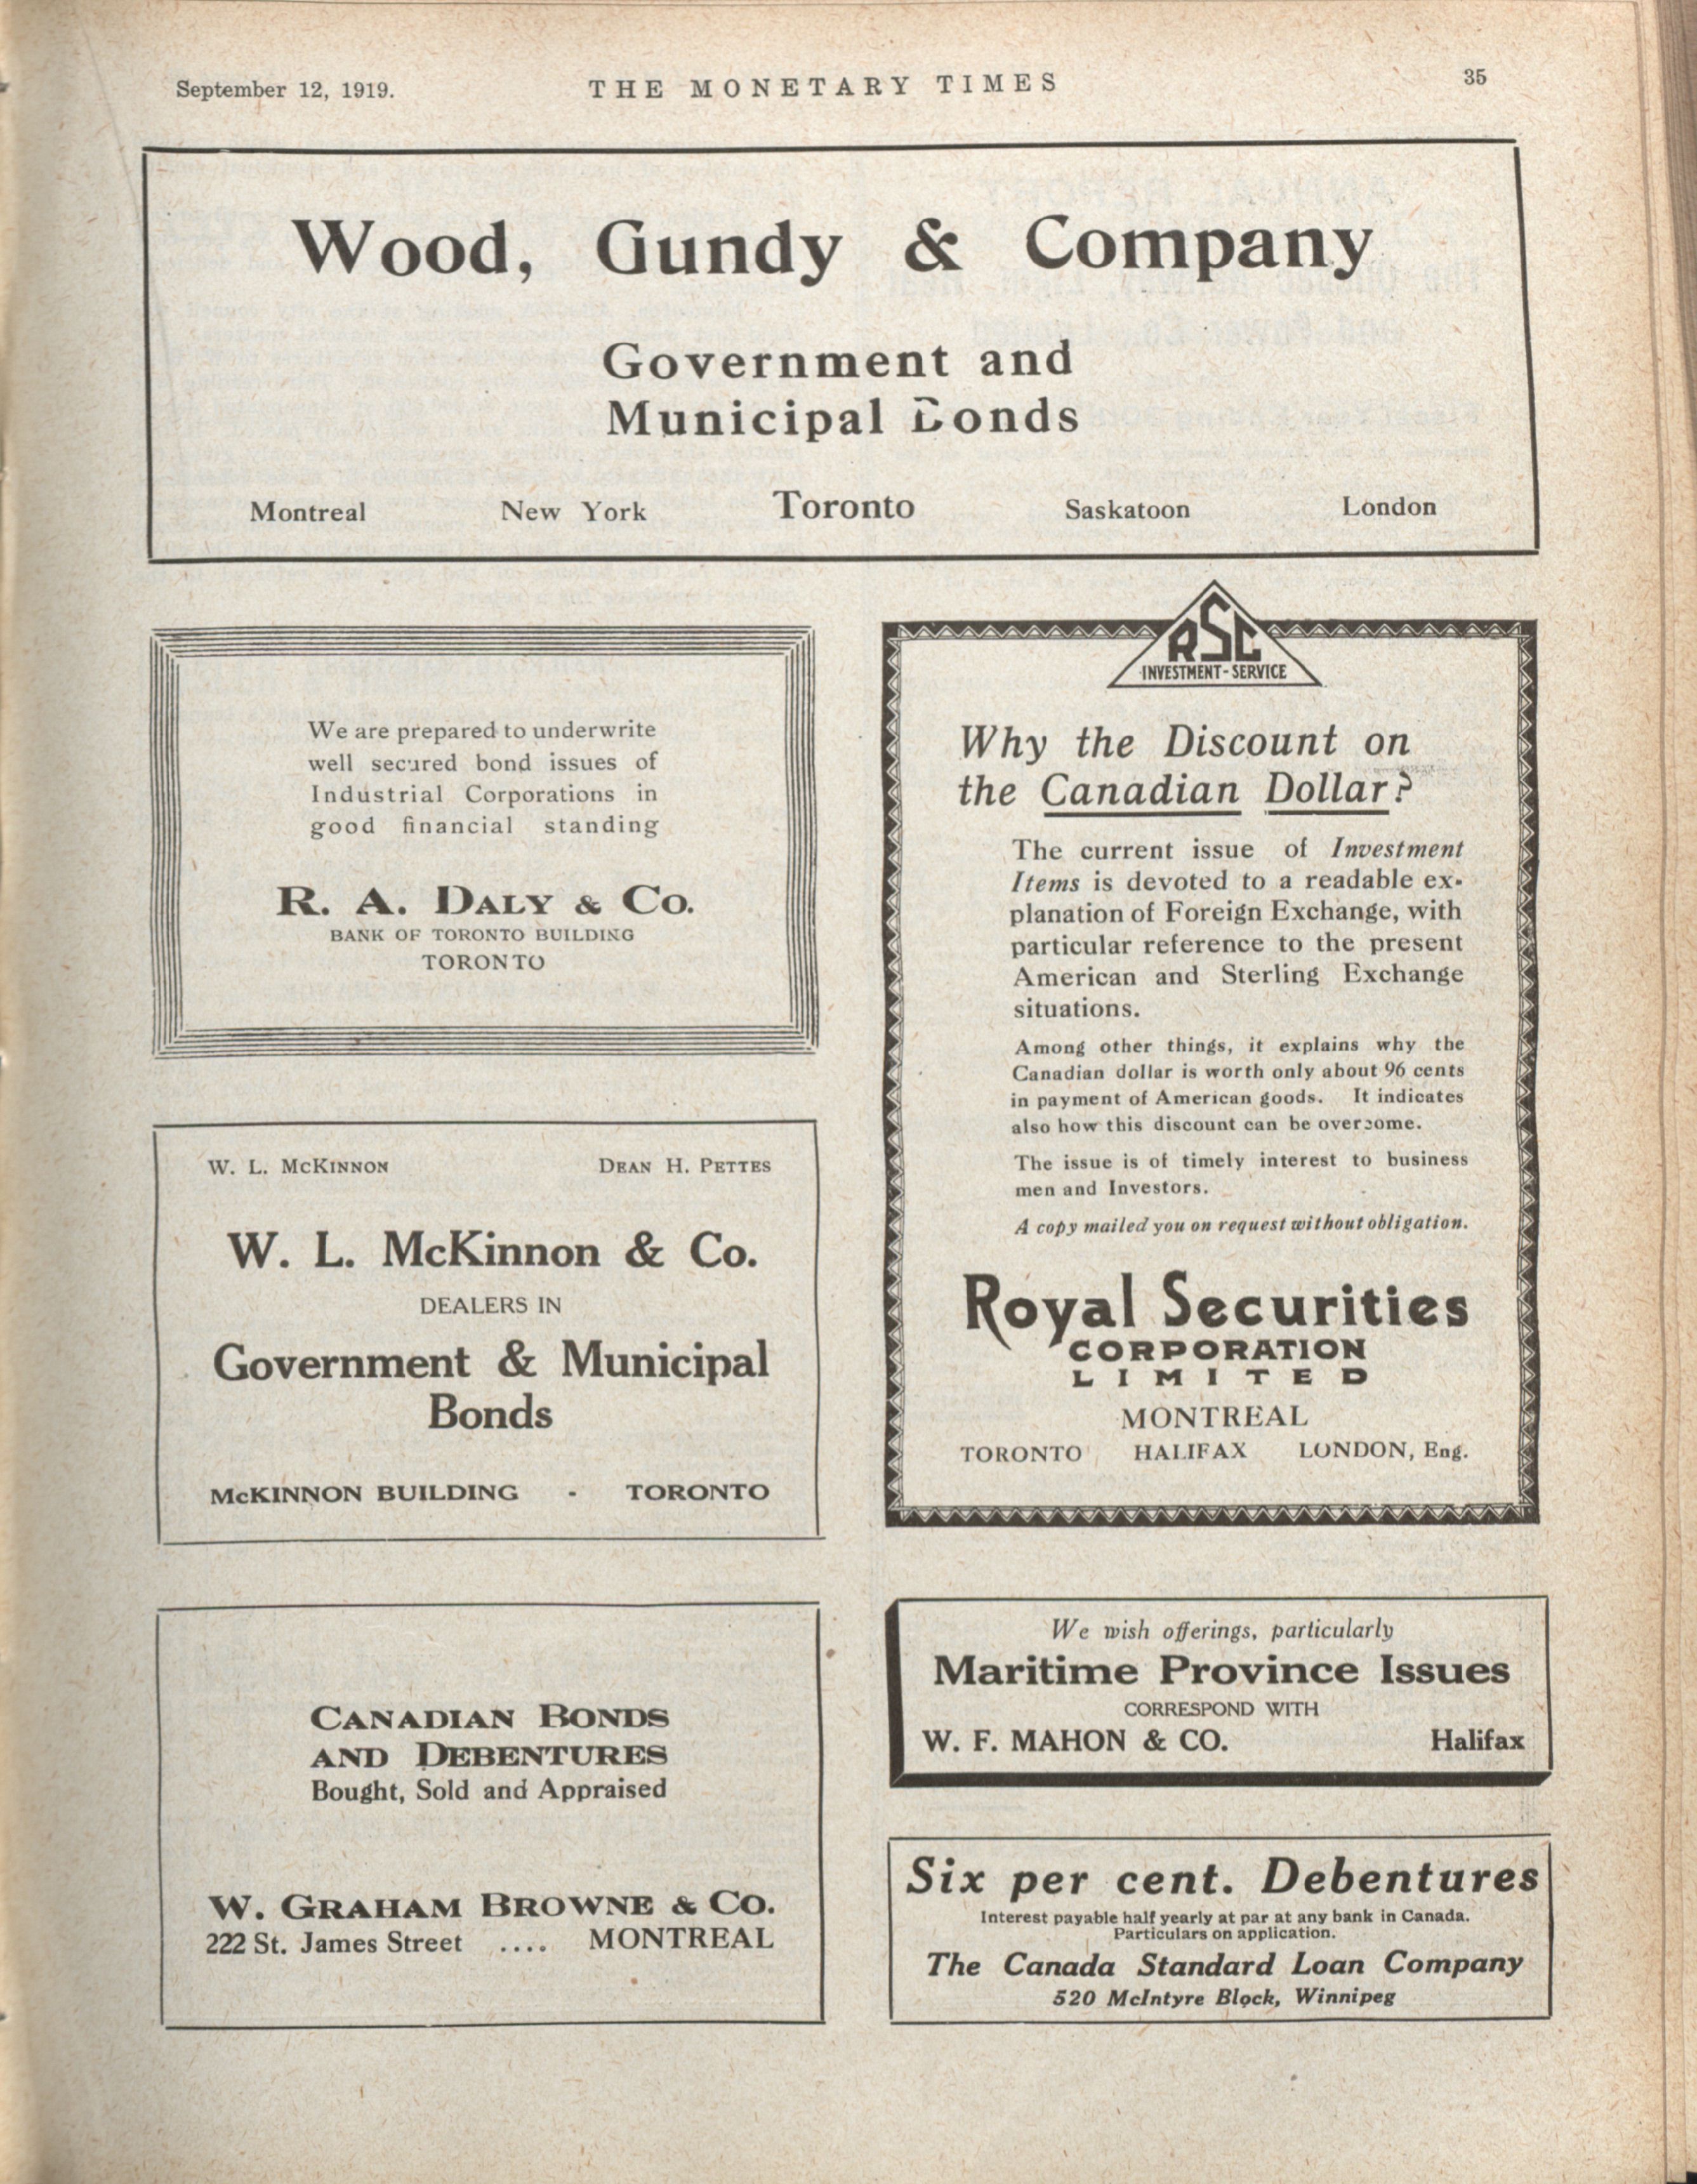 September 12, 1919.
THE MONETARY TIMES
35
Wood, Gundy & Company
Government and
Municipal Bonds
Montreal New York Toronto Saskatoon London
We are prepared to underwrite
well secured bond issues of
Industrial Corporations in
good financial standing
R. A. DALY & CO.
BANK OF TORONTO BUILDING
TORONTO
W. L. McKINNON DEAN H. PETTES
W. L. McKinnon & Co.
DEALERS IN
Government & Municipal
Bonds
McKINNON BUILDING - TORONTO
CANADIAN BONDS
AND DEBENTURES
Bought, Sold and Appraised
W. GRAHAM BROWNE & CO.
222 St. James Street .... MONTREAL
RSC
INVESTMENT-SERVICE
Why the Discount on
the Canadian Dollar?
The current issue of Investment
Items is devoted to a readable ex-
planation of Foreign Exchange, with
particular reference to the present
American and Sterling Exchange
situations.
Among other things, it explains why the
Canadian dollar is worth only about 96 cents
in payment of American goods. It indicates
also how this discount can be overcome.
The issue is of timely interest to business
men and Investors.
A copy mailed you on request without obligation.
Royal Securities
CORPORATION
LIMITED
MONTREAL
TORONTO HALIFAX LONDON, Eng.
We wish offerings, particularly
Maritime Province Issues
CORRESPOND WITH
W. F. MAHON & CO. Halifax
Six per cent. Debentures
Interest payable half yearly at par at any bank in Canada.
Particulars on application.
The Canada Standard Loan Company
520 McIntyre Block, Winnipeg